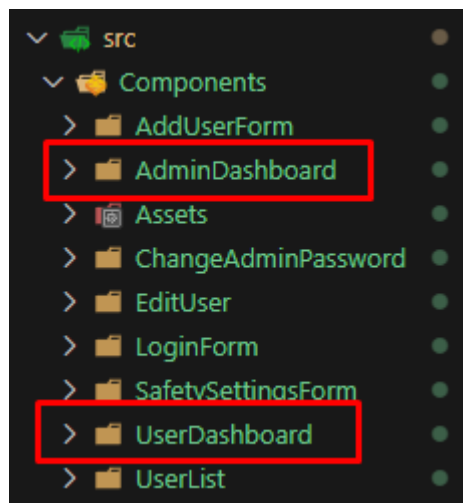 src
Components
AddUserForm
AdminDashboard
Assets
ChangeAdminPassword
EditUser
LoginForm
SafetySettingsForm
UserDashboard
UserList